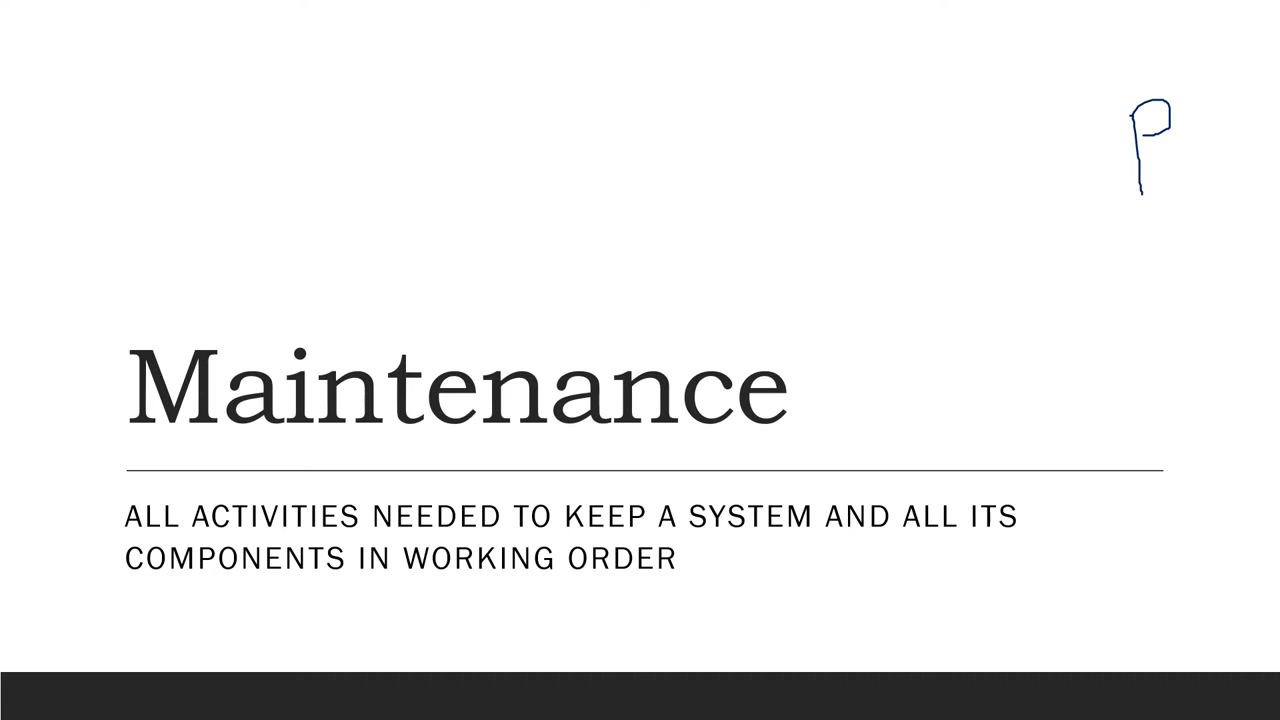 P
Maintenance
ALL ACTIVITIES NEEDED TO KEEP A SYSTEM AND ALL ITS
COMPONENTS IN WORKING ORDER